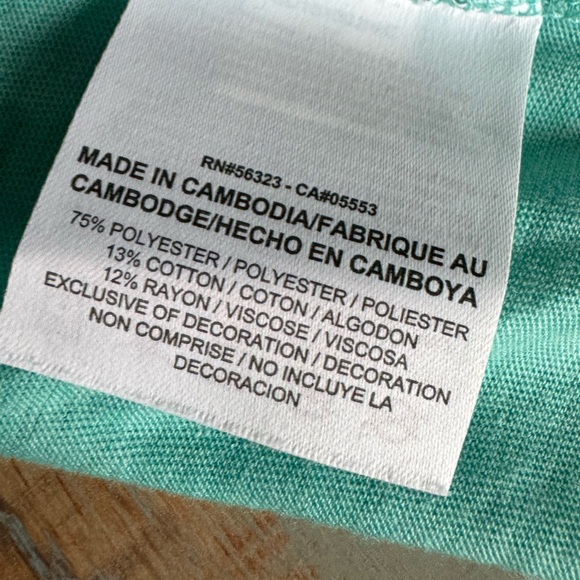 RN#56323 - CA#05553
MADE IN CAMBODIA/FABRIQUE AU
CAMBODGE/HECHO EN CAMBOYA
75% POLYESTER / POLYESTER / POLIESTER
13% COTTON / COTON / ALGODON
12% RAYON / VISCOSE / VISCOSA
EXCLUSIVE OF DECORATION / DECORATION
NON COMPRISE / NO INCLUYE LA
DECORACION